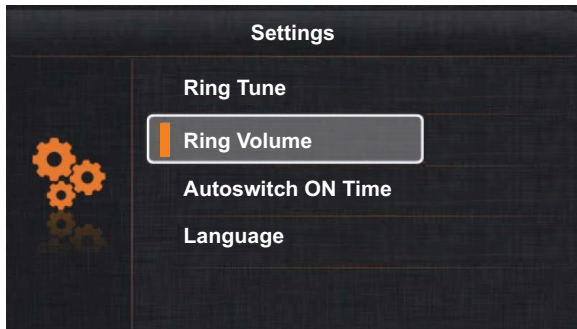 Settings
Ring Tune
Ring Volume
Autoswitch ON Time
Language